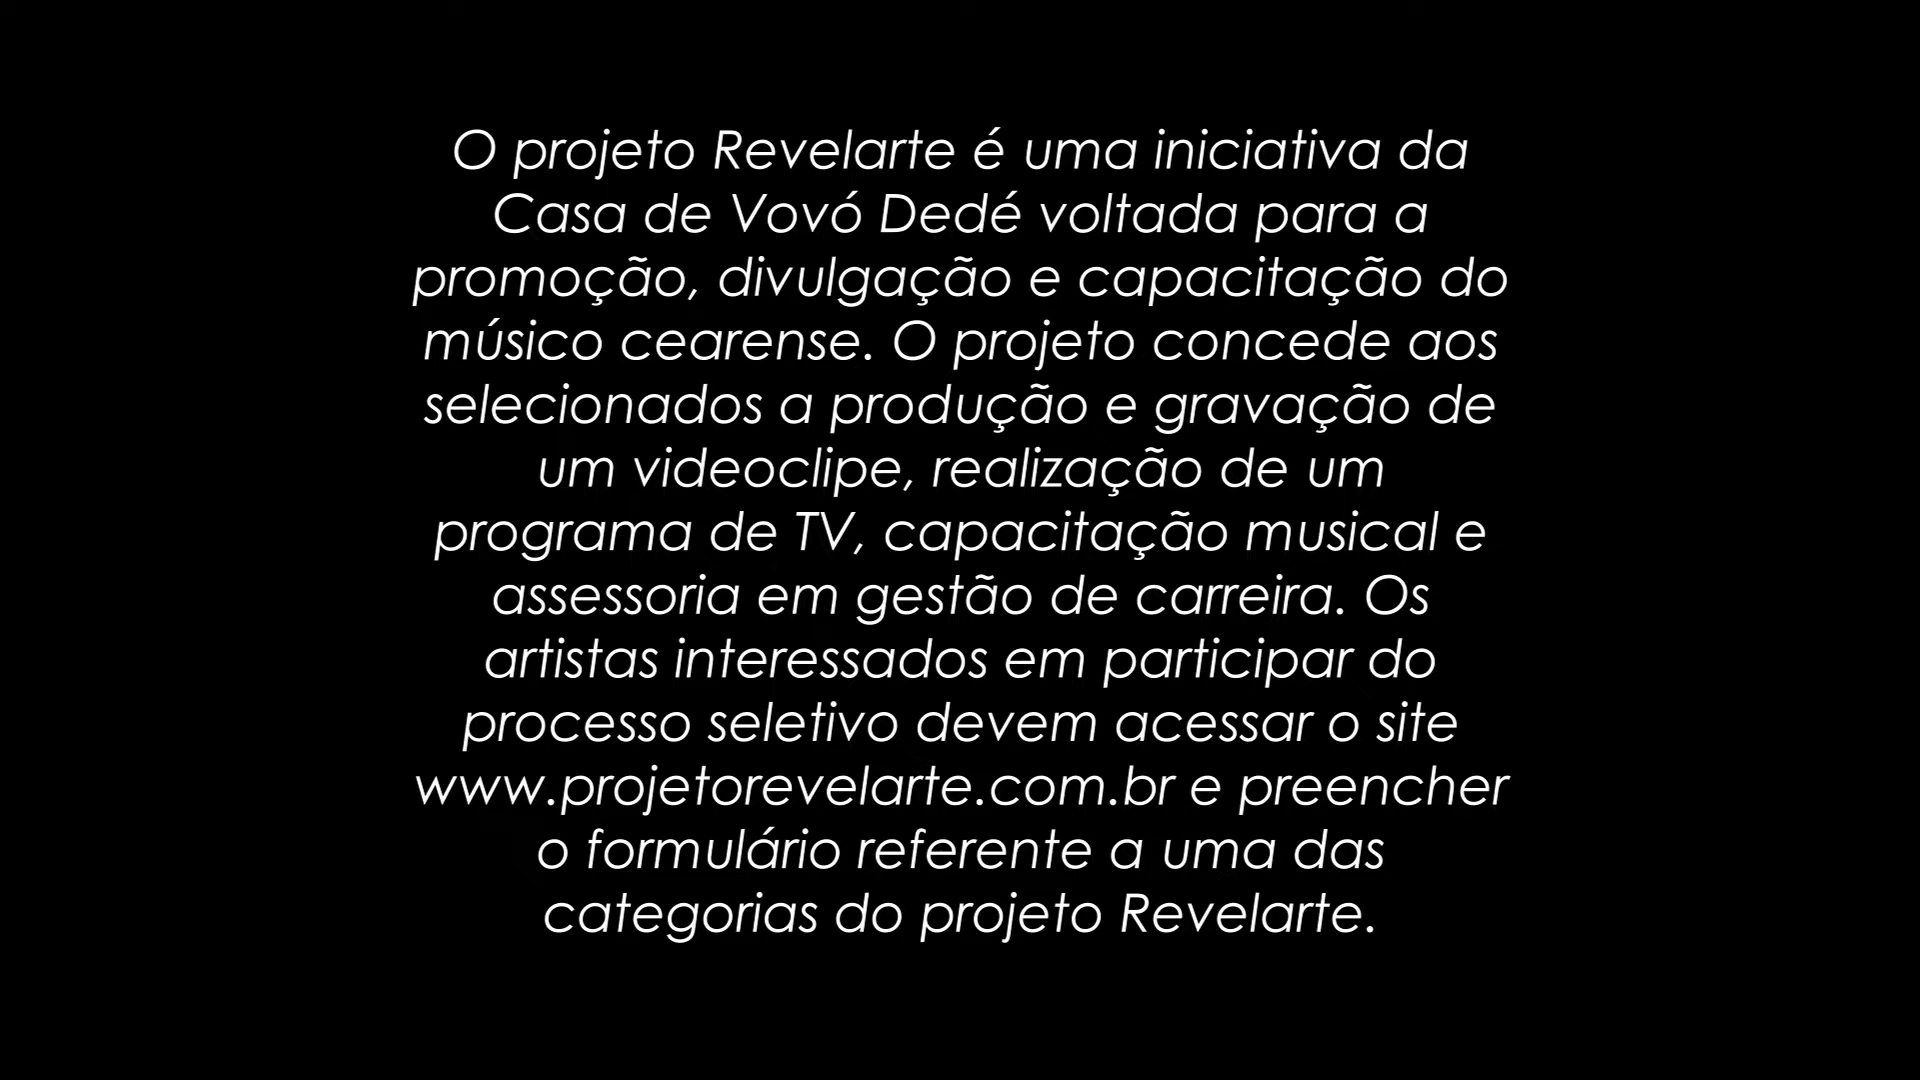 O projeto Revelarte é uma iniciativa da
Casa de Vovó Dedé voltada para a
promoção, divulgação e capacitação do
músico cearense. O projeto concede aos
selecionados a produção e gravação de
um videoclipe, realização de um
programa de TV, capacitação musical e
assessoria em gestão de carreira. Os
artistas interessados em participar do
processo seletivo devem acessar o site
www.projetorevelarte.com.br e preencher
o formulário referente a uma das
categorias do projeto Revelarte.